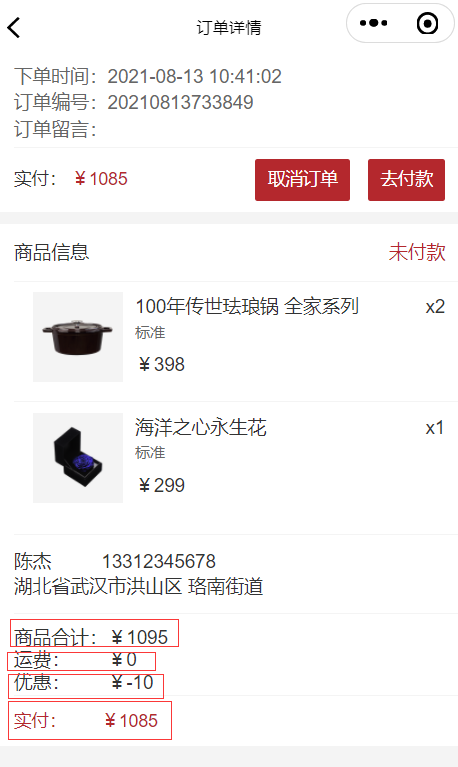 订单详情
下单时间：2021-08-13 10:41:02
订单编号：20210813733849
订单留言：
实付：￥1085 取消订单 去付款
商品信息 未付款
100年传世珐琅锅 全家系列 x2
标准
￥398
海洋之心永生花 x1
标准
￥299
陈杰 13312345678
湖北省武汉市洪山区 珞南街道
商品合计：￥1095
运费：￥0
优惠：￥-10
实付：￥1085